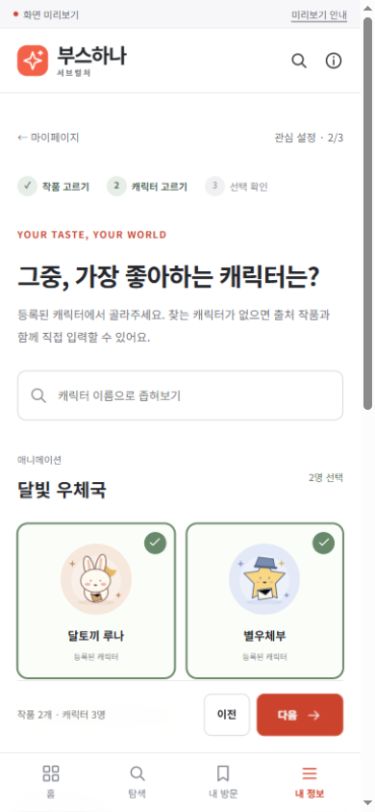 화면 미리보기
미리보기 안내
부스하나
서브컬처
← 마이페이지
관심 설정 · 2/3
✓ 작품 고르기
2 캐릭터 고르기
3 선택 확인
YOUR TASTE, YOUR WORLD
그중, 가장 좋아하는 캐릭터는?
등록된 캐릭터에서 골라주세요. 찾는 캐릭터가 없으면 출처 작품과
함께 직접 입력할 수 있어요.
캐릭터 이름으로 좁혀보기
애니메이션
달빛 우체국
2명 선택
달토끼 루나
등록된 캐릭터
별우체부
등록된 캐릭터
작품 2개 · 캐릭터 3명
이전
다음 →
홈
탐색
내 방문
내 정보